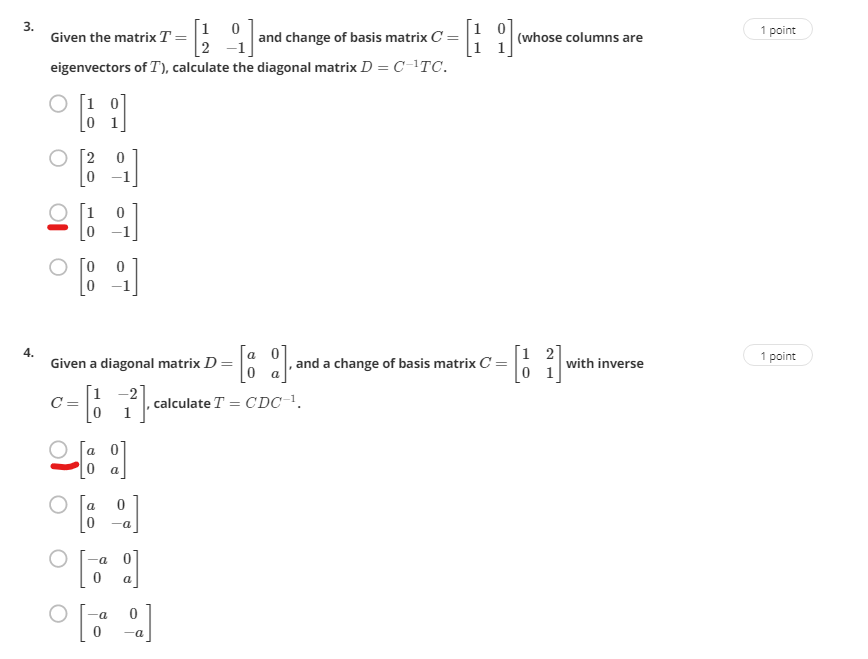 3.
Given the matrix T = [1 0; 2 −1] and change of basis matrix C = [1 0; 1 1] (whose columns are
1 point
eigenvectors of T), calculate the diagonal matrix D = C⁻¹TC.
[1 0; 0 1]
[2 0; 0 −1]
[1 0; 0 −1]
[0 0; 0 −1]
4.
Given a diagonal matrix D = [a 0; 0 a], and a change of basis matrix C = [1 2; 0 1] with inverse
1 point
C = [1 −2; 0 1], calculate T = CDC⁻¹.
[a 0; 0 a]
[a 0; 0 −a]
[−a 0; 0 a]
[−a 0; 0 −a]